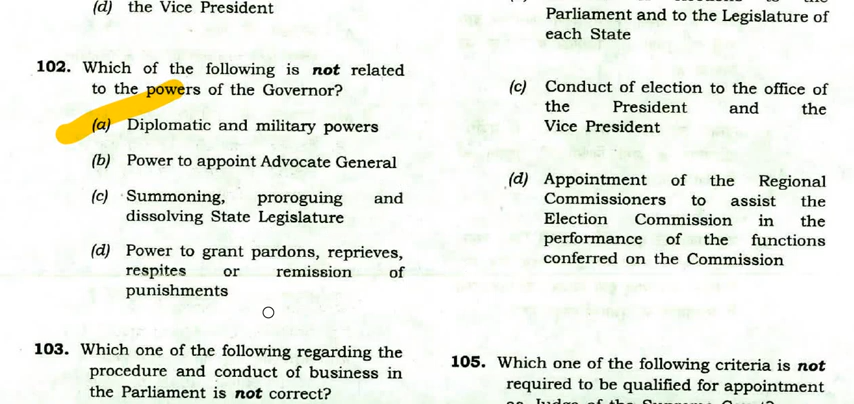 (d) the Vice President
102. Which of the following is not related
to the powers of the Governor?
(a) Diplomatic and military powers
(b) Power to appoint Advocate General
(c) Summoning, proroguing and
dissolving State Legislature
(d) Power to grant pardons, reprieves,
respites or remission of
punishments
103. Which one of the following regarding the
procedure and conduct of business in
the Parliament is not correct?
Parliament and to the Legislature of
each State
(c) Conduct of election to the office of
the President and the
Vice President
(d) Appointment of the Regional
Commissioners to assist the
Election Commission in the
performance of the functions
conferred on the Commission
105. Which one of the following criteria is not
required to be qualified for appointment